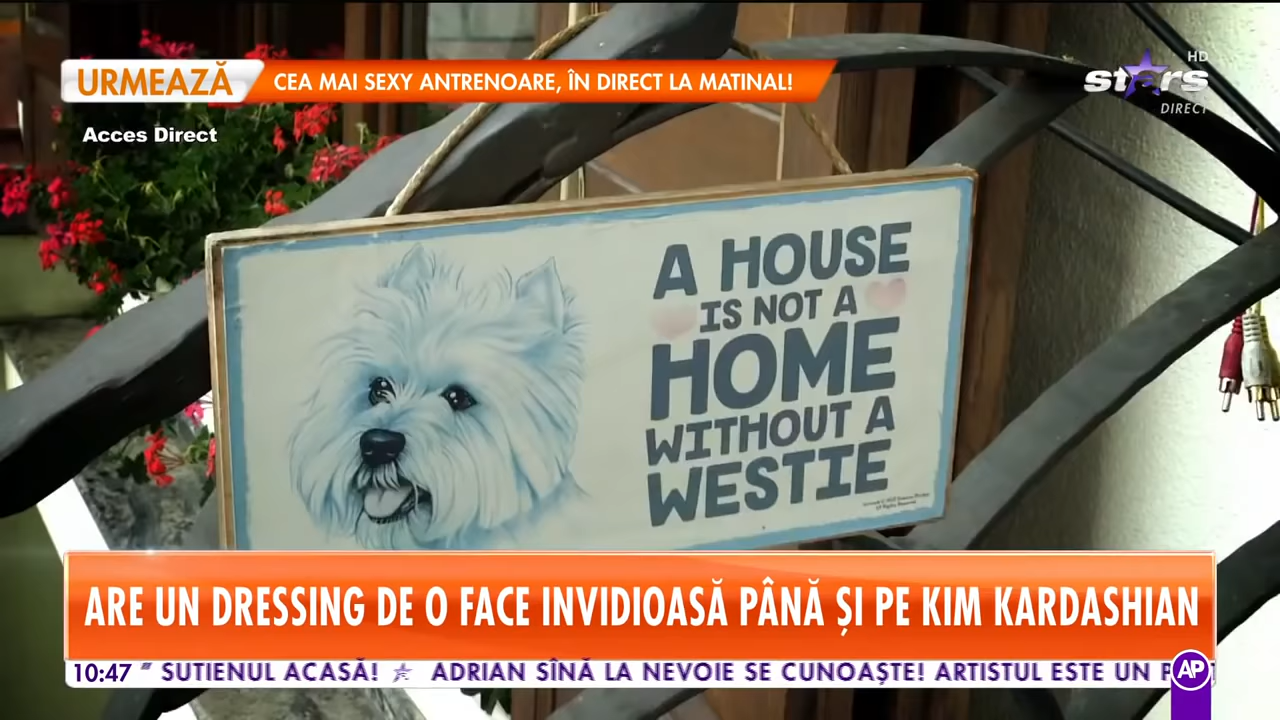 URMEAZĂ
CEA MAI SEXY ANTRENOARE, ÎN DIRECT LA MATINAL!
HD
stars
DIRECT
Acces Direct
A HOUSE
IS NOT A
HOME
WITHOUT A
WESTIE
ARE UN DRESSING DE O FACE INVIDIOASĂ PÂNĂ ȘI PE KIM KARDASHIAN
10:47 " SUTIENUL ACASĂ! ADRIAN SÎNĂ LA NEVOIE SE CUNOAȘTE! ARTISTUL ESTE UN
AP